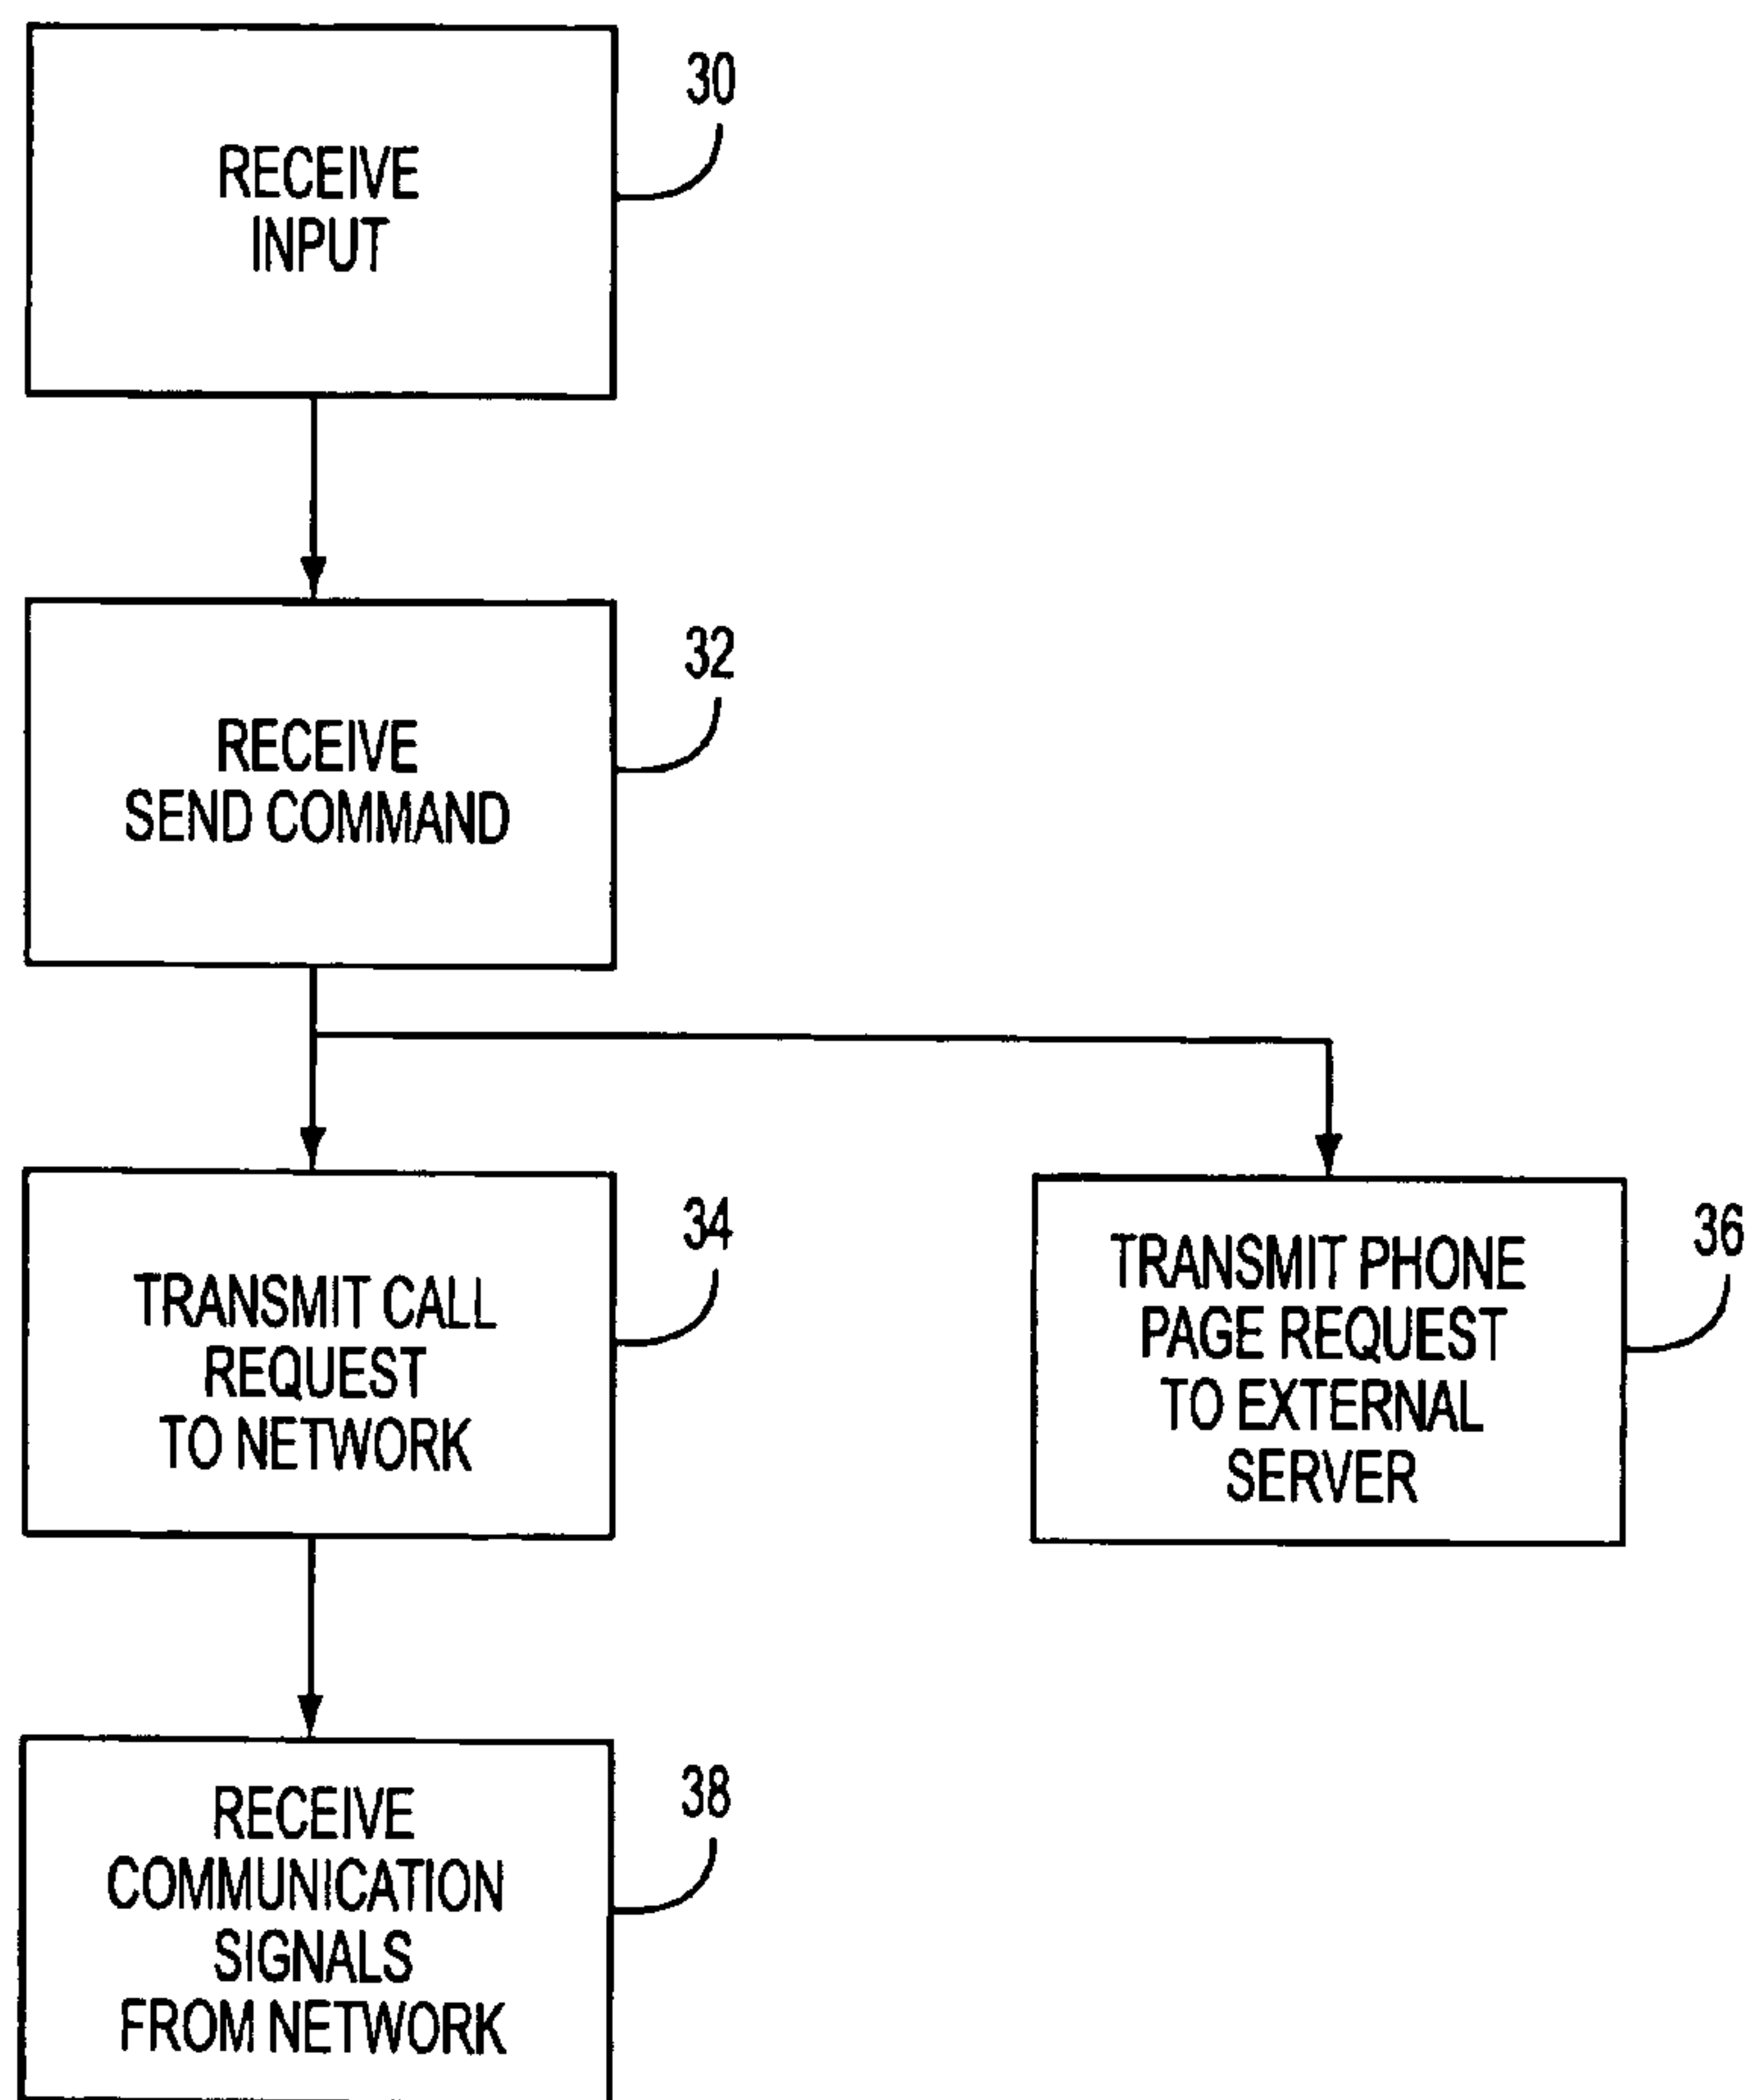 30
RECEIVE
INPUT
32
RECEIVE
SEND COMMAND
34
TRANSMIT CALL
REQUEST
TO NETWORK
36
TRANSMIT PHONE
PAGE REQUEST
TO EXTERNAL
SERVER
38
RECEIVE
COMMUNICATION
SIGNALS
FROM NETWORK